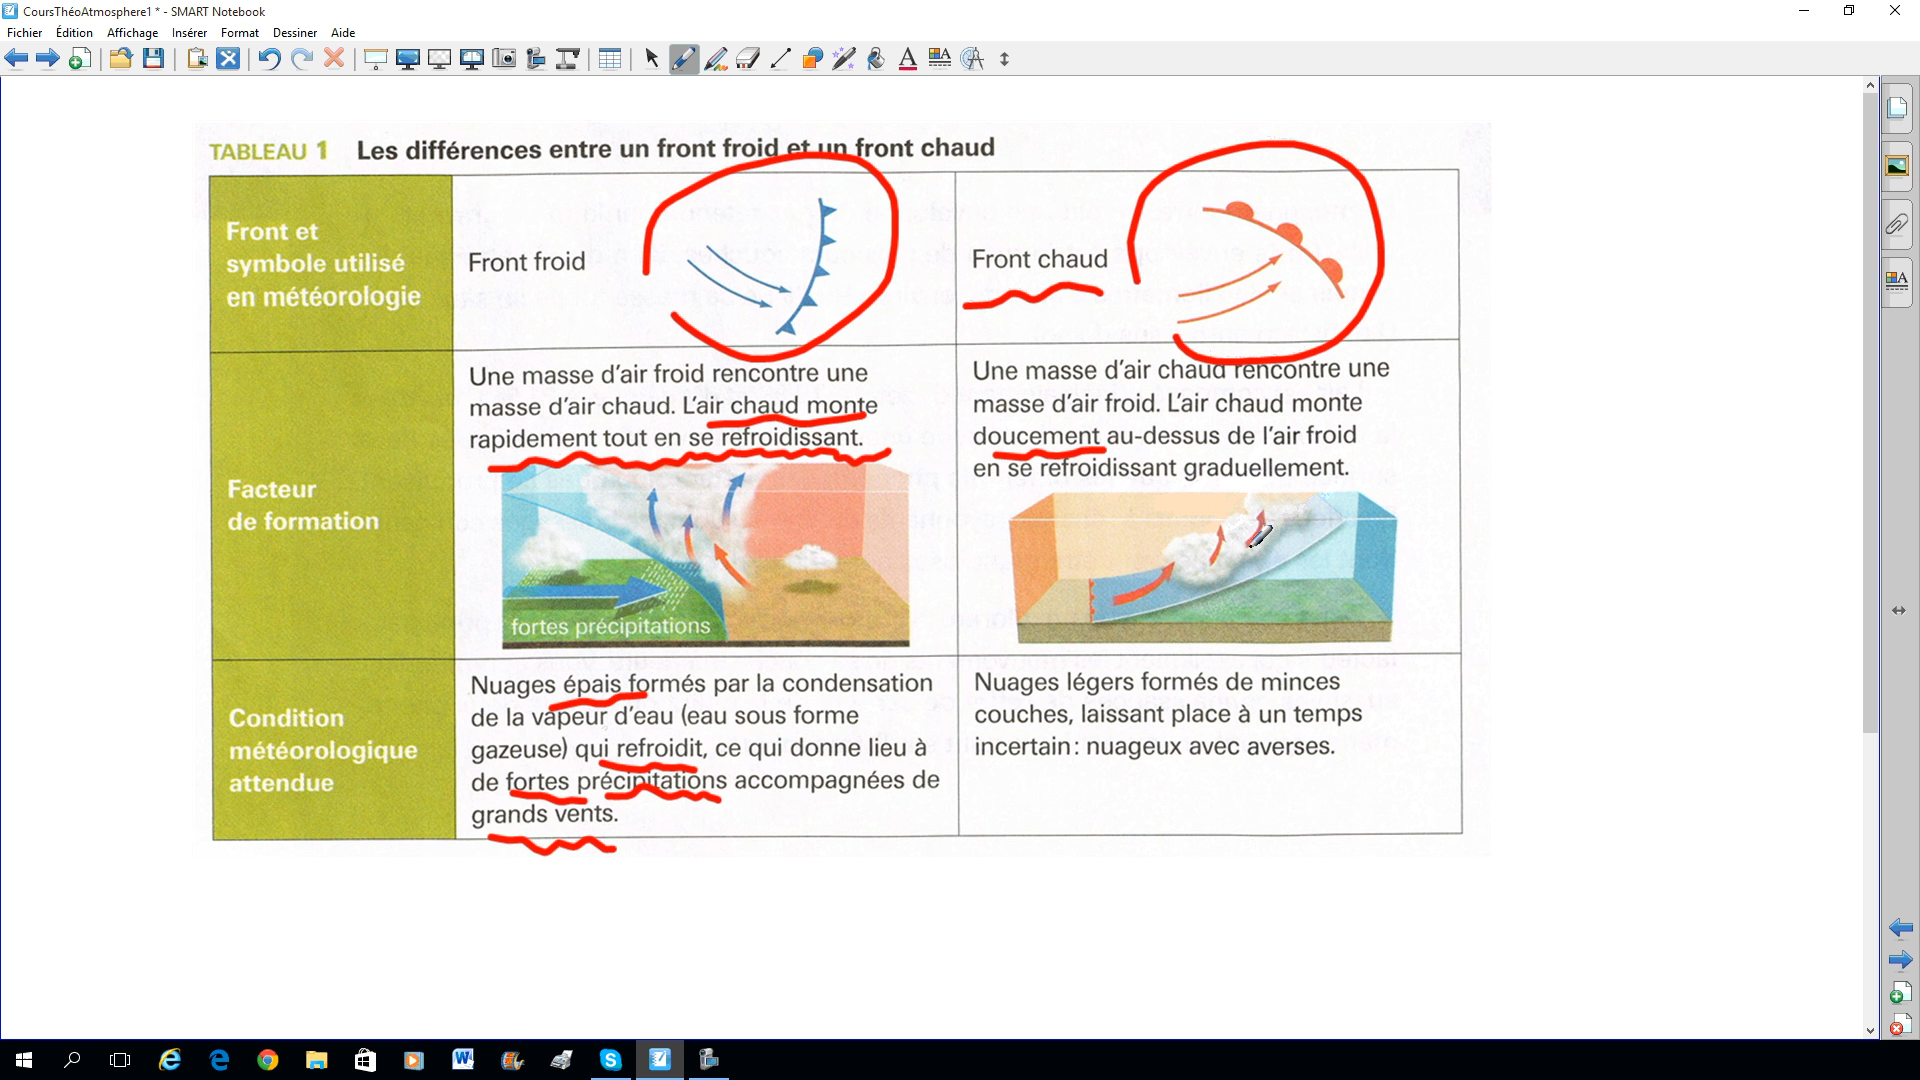 CoursThéoAtmosphere1 * - SMART Notebook
Fichier Édition Affichage Insérer Format Dessiner Aide
TABLEAU 1 Les différences entre un front froid et un front chaud
Front et
symbole utilisé
en météorologie
Front froid
Front chaud
Facteur
de formation
Une masse d'air froid rencontre une
masse d'air chaud. L'air chaud monte
rapidement tout en se refroidissant.
fortes précipitations
Une masse d'air chaud rencontre une
masse d'air froid. L'air chaud monte
doucement au-dessus de l'air froid
en se refroidissant graduellement.
Condition
météorologique
attendue
Nuages épais formés par la condensation
de la vapeur d'eau (eau sous forme
gazeuse) qui refroidit, ce qui donne lieu à
de fortes précipitations accompagnées de
grands vents.
Nuages légers formés de minces
couches, laissant place à un temps
incertain : nuageux avec averses.